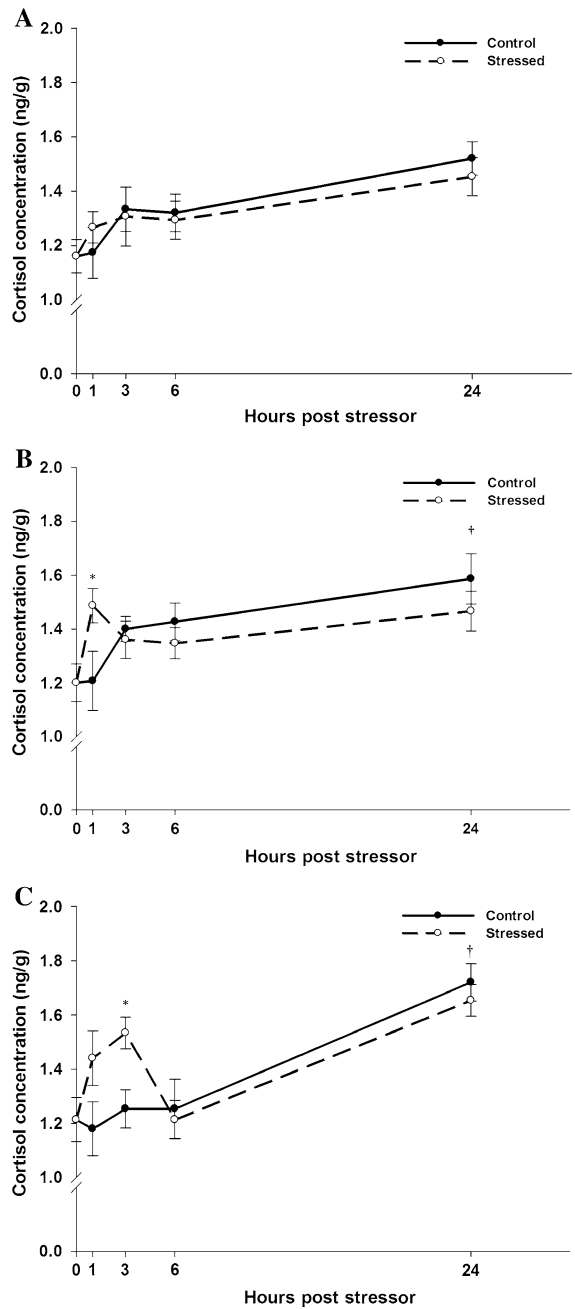 A
2.0
Control
Stressed
1.8
1.6
1.4
1.2
1.0
0.0
Cortisol concentration (ng/g)
0 1 3 6 24
Hours post stressor
B
2.0
Control
Stressed
†
1.8
1.6
*
1.4
1.2
1.0
0.0
Cortisol concentration (ng/g)
0 1 3 6 24
Hours post stressor
C
2.0
Control
Stressed
†
1.8
1.6
*
1.4
1.2
1.0
0.0
Cortisol concentration (ng/g)
0 1 3 6 24
Hours post stressor